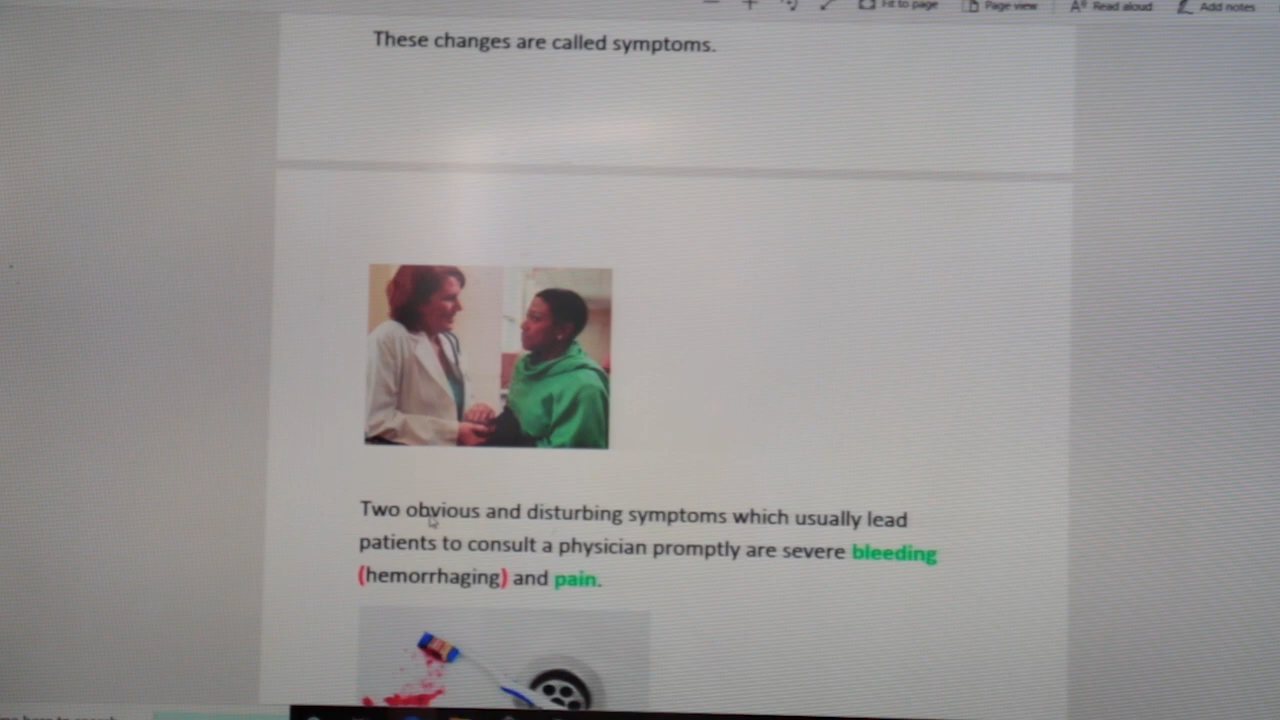 Fit to page Page view Read aloud Add notes
These changes are called symptoms.
Two obvious and disturbing symptoms which usually lead
patients to consult a physician promptly are severe bleeding
(hemorrhaging) and pain.